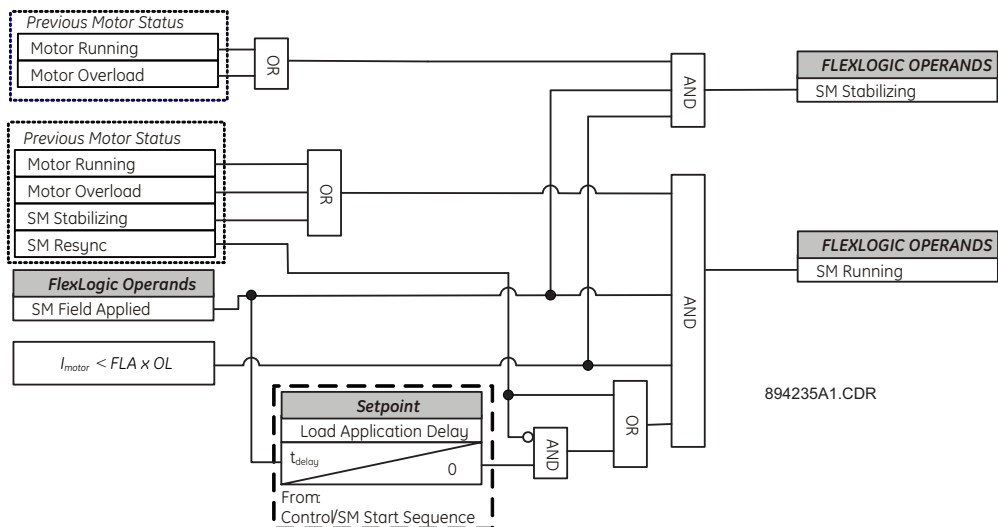 Previous Motor Status
Motor Running
Motor Overload
OR
AND
FLEXLOGIC OPERANDS
SM Stabilizing
Previous Motor Status
Motor Running
Motor Overload
SM Stabilizing
SM Resync
OR
FlexLogic Operands
SM Field Applied
AND
FLEXLOGIC OPERANDS
SM Running
Imotor < FLA x OL
894235A1.CDR
Setpoint
Load Application Delay
tdelay
0
AND
OR
From:
Control/SM Start Sequence